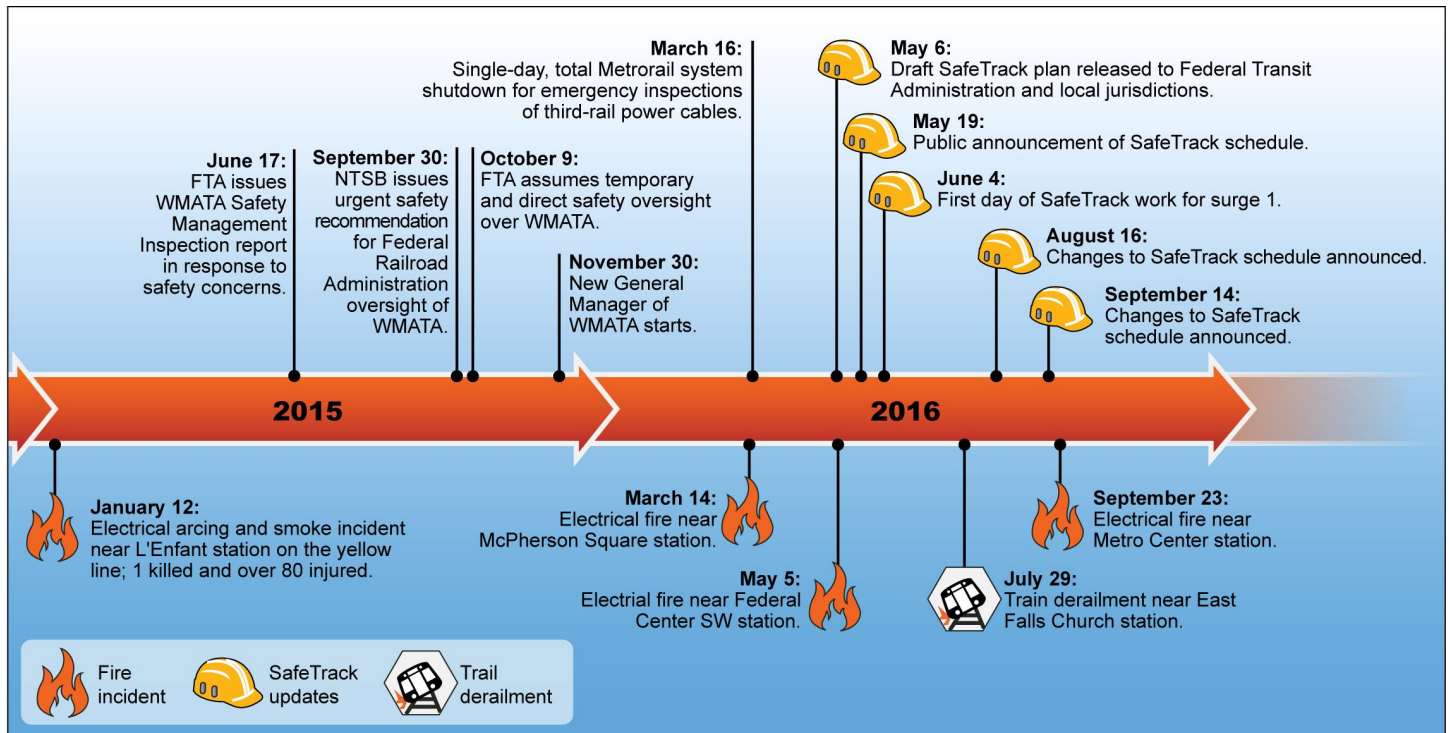 March 16:
Single-day, total Metrorail system
shutdown for emergency inspections
of third-rail power cables.
May 6:
Draft SafeTrack plan released to Federal Transit
Administration and local jurisdictions.
May 19:
Public announcement of SafeTrack schedule.
June 17:
FTA issues
WMATA Safety
Management
Inspection report
in response to
safety concerns.
September 30:
NTSB issues
urgent safety
recommendation
for Federal
Railroad
Administration
oversight of
WMATA.
October 9:
FTA assumes temporary
and direct safety oversight
over WMATA.
November 30:
New General
Manager of
WMATA starts.
June 4:
First day of SafeTrack work for surge 1.
August 16:
Changes to SafeTrack schedule announced.
September 14:
Changes to SafeTrack
schedule announced.
2015
2016
January 12:
Electrical arcing and smoke incident
near L'Enfant station on the yellow
line; 1 killed and over 80 injured.
March 14:
Electrical fire near
McPherson Square station.
May 5:
Electrial fire near Federal
Center SW station.
September 23:
Electrical fire near
Metro Center station.
July 29:
Train derailment near East
Falls Church station.
Fire
incident
SafeTrack
updates
Trail
derailment